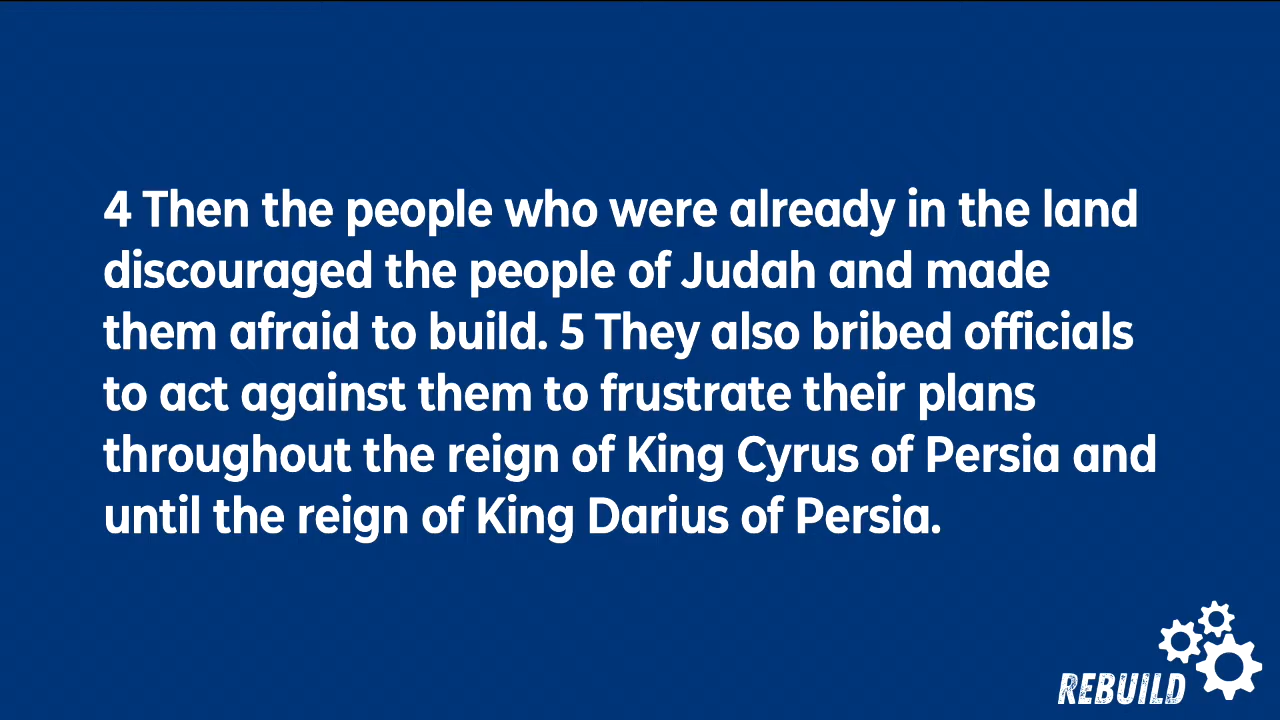 4 Then the people who were already in the land
discouraged the people of Judah and made
them afraid to build. 5 They also bribed officials
to act against them to frustrate their plans
throughout the reign of King Cyrus of Persia and
until the reign of King Darius of Persia.
REBUILD